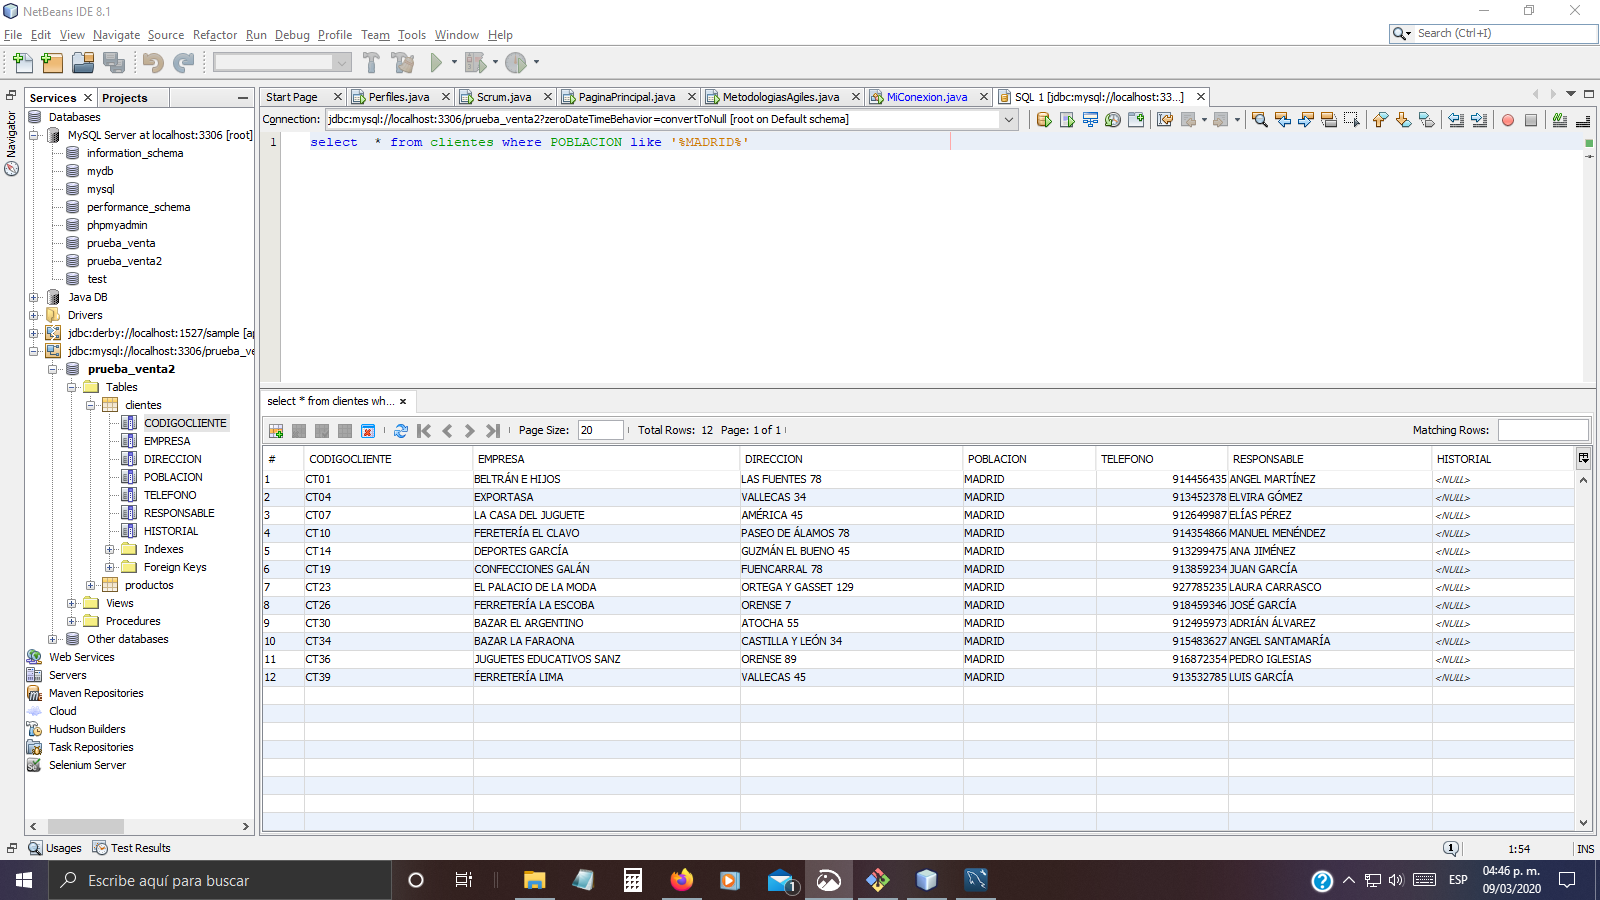 NetBeans IDE 8.1
File Edit View Navigate Source Refactor Run Debug Profile Team Tools Window Help
Search (Ctrl+I)
Services Projects
Start Page Perfiles.java Scrum.java PaginaPrincipal.java MetodologiasAgiles.java MiConexion.java SQL 1 [jdbc:mysql://localhost:33...]
Navigator
Connection: jdbc:mysql://localhost:3306/prueba_venta2?zeroDateTimeBehavior=convertToNull [root on Default schema]
1 select * from clientes where POBLACION like '%MADRID%'
Databases
MySQL Server at localhost:3306 [root]
information_schema
mydb
mysql
performance_schema
phpmyadmin
prueba_venta
prueba_venta2
test
Java DB
Drivers
jdbc:derby://localhost:1527/sample [ap
jdbc:mysql://localhost:3306/prueba_ve
prueba_venta2
Tables
clientes
CODIGOCLIENTE
EMPRESA
DIRECCION
POBLACION
TELEFONO
RESPONSABLE
HISTORIAL
Indexes
Foreign Keys
productos
Views
Procedures
Other databases
Web Services
Servers
Maven Repositories
Cloud
Hudson Builders
Task Repositories
Selenium Server
select * from clientes wh...
Page Size: 20 Total Rows: 12 Page: 1 of 1 Matching Rows:
# CODIGOCLIENTE EMPRESA DIRECCION POBLACION TELEFONO RESPONSABLE HISTORIAL
1 CT01 BELTRÁN E HIJOS LAS FUENTES 78 MADRID 914456435 ANGEL MARTÍNEZ <NULL>
2 CT04 EXPORTASA VALLECAS 34 MADRID 913452378 ELVIRA GÓMEZ <NULL>
3 CT07 LA CASA DEL JUGUETE AMÉRICA 45 MADRID 912649987 ELÍAS PÉREZ <NULL>
4 CT10 FERETERÍA EL CLAVO PASEO DE ÁLAMOS 78 MADRID 914354866 MANUEL MENÉNDEZ <NULL>
5 CT14 DEPORTES GARCÍA GUZMÁN EL BUENO 45 MADRID 913299475 ANA JIMÉNEZ <NULL>
6 CT19 CONFECCIONES GALÁN FUENCARRAL 78 MADRID 913859234 JUAN GARCÍA <NULL>
7 CT23 EL PALACIO DE LA MODA ORTEGA Y GASSET 129 MADRID 927785235 LAURA CARRASCO <NULL>
8 CT26 FERRETERÍA LA ESCOBA ORENSE 7 MADRID 918459346 JOSÉ GARCÍA <NULL>
9 CT30 BAZAR EL ARGENTINO ATOCHA 55 MADRID 912495973 ADRIÁN ÁLVAREZ <NULL>
10 CT34 BAZAR LA FARAONA CASTILLA Y LEÓN 34 MADRID 915483627 ANGEL SANTAMARÍA <NULL>
11 CT36 JUGUETES EDUCATIVOS SANZ ORENSE 89 MADRID 916872354 PEDRO IGLESIAS <NULL>
12 CT39 FERRETERÍA LIMA VALLECAS 45 MADRID 913532785 LUIS GARCÍA <NULL>
Usages Test Results 1 1:54 INS
Escribe aquí para buscar 1 ESP 04:46 p. m.
09/03/2020